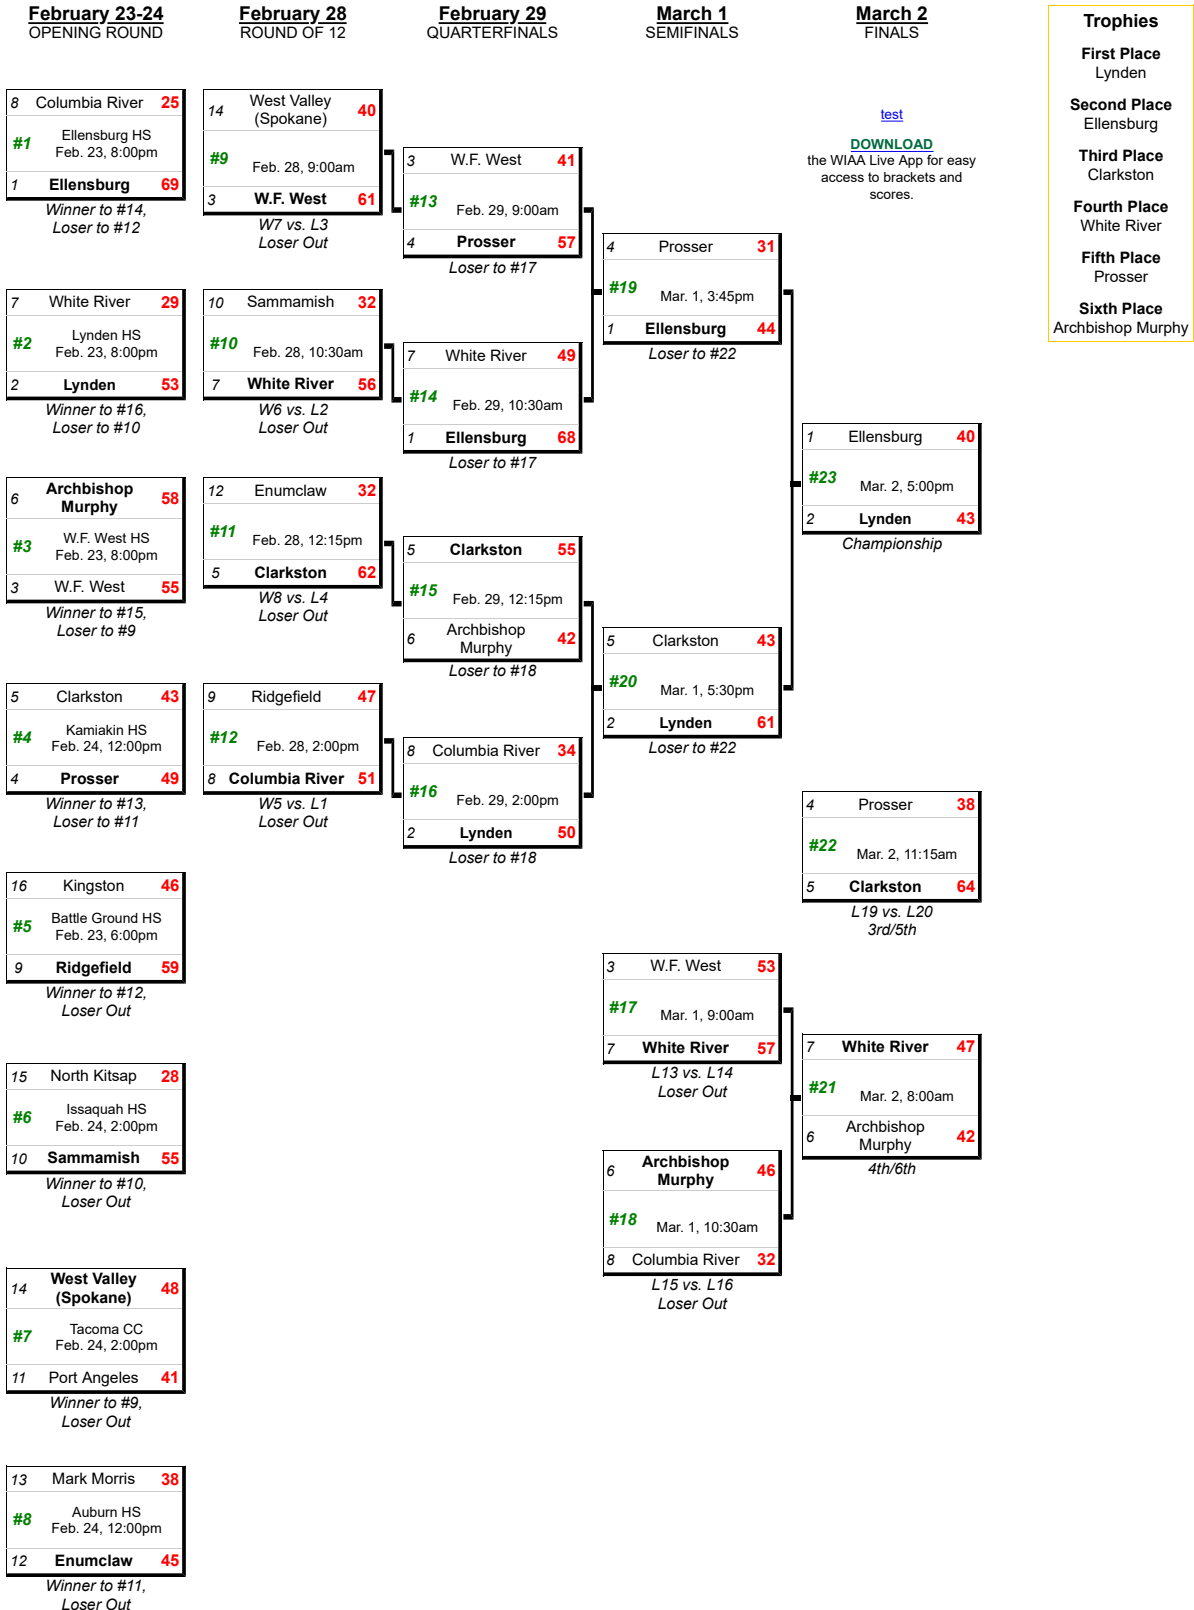 February 23-24
OPENING ROUND
8 Columbia River 25
#1 Ellensburg HS
Feb. 23, 8:00pm
1 Ellensburg 69
Winner to #14,
Loser to #12
7 White River 29
#2 Lynden HS
Feb. 23, 8:00pm
2 Lynden 53
Winner to #16,
Loser to #10
6 Archbishop
Murphy 58
#3 W.F. West HS
Feb. 23, 8:00pm
3 W.F. West 55
Winner to #15,
Loser to #9
5 Clarkston 43
#4 Kamiakin HS
Feb. 24, 12:00pm
4 Prosser 49
Winner to #13,
Loser to #11
16 Kingston 46
#5 Battle Ground HS
Feb. 23, 6:00pm
9 Ridgefield 59
Winner to #12,
Loser Out
15 North Kitsap 28
#6 Issaquah HS
Feb. 24, 2:00pm
10 Sammamish 55
Winner to #10,
Loser Out
14 West Valley
(Spokane) 48
#7 Tacoma CC
Feb. 24, 2:00pm
11 Port Angeles 41
Winner to #9,
Loser Out
13 Mark Morris 38
#8 Auburn HS
Feb. 24, 12:00pm
12 Enumclaw 45
Winner to #11,
Loser Out
February 28
ROUND OF 12
14 West Valley
(Spokane) 40
#9 Feb. 28, 9:00am
3 W.F. West 61
W7 vs. L3
Loser Out
10 Sammamish 32
#10 Feb. 28, 10:30am
7 White River 56
W6 vs. L2
Loser Out
12 Enumclaw 32
#11 Feb. 28, 12:15pm
5 Clarkston 62
W8 vs. L4
Loser Out
9 Ridgefield 47
#12 Feb. 28, 2:00pm
8 Columbia River 51
W5 vs. L1
Loser Out
February 29
QUARTERFINALS
3 W.F. West 41
#13 Feb. 29, 9:00am
4 Prosser 57
Loser to #17
7 White River 49
#14 Feb. 29, 10:30am
1 Ellensburg 68
Loser to #17
5 Clarkston 55
#15 Feb. 29, 12:15pm
6 Archbishop
Murphy 42
Loser to #18
8 Columbia River 34
#16 Feb. 29, 2:00pm
2 Lynden 50
Loser to #18
March 1
SEMIFINALS
4 Prosser 31
#19 Mar. 1, 3:45pm
1 Ellensburg 44
Loser to #22
5 Clarkston 43
#20 Mar. 1, 5:30pm
2 Lynden 61
Loser to #22
3 W.F. West 53
#17 Mar. 1, 9:00am
7 White River 57
L13 vs. L14
Loser Out
6 Archbishop
Murphy 46
#18 Mar. 1, 10:30am
8 Columbia River 32
L15 vs. L16
Loser Out
March 2
FINALS
test
DOWNLOAD
the WIAA Live App for easy
access to brackets and
scores.
1 Ellensburg 40
#23 Mar. 2, 5:00pm
2 Lynden 43
Championship
4 Prosser 38
#22 Mar. 2, 11:15am
5 Clarkston 64
L19 vs. L20
3rd/5th
7 White River 47
#21 Mar. 2, 8:00am
6 Archbishop
Murphy 42
4th/6th
Trophies
First Place
Lynden
Second Place
Ellensburg
Third Place
Clarkston
Fourth Place
White River
Fifth Place
Prosser
Sixth Place
Archbishop Murphy